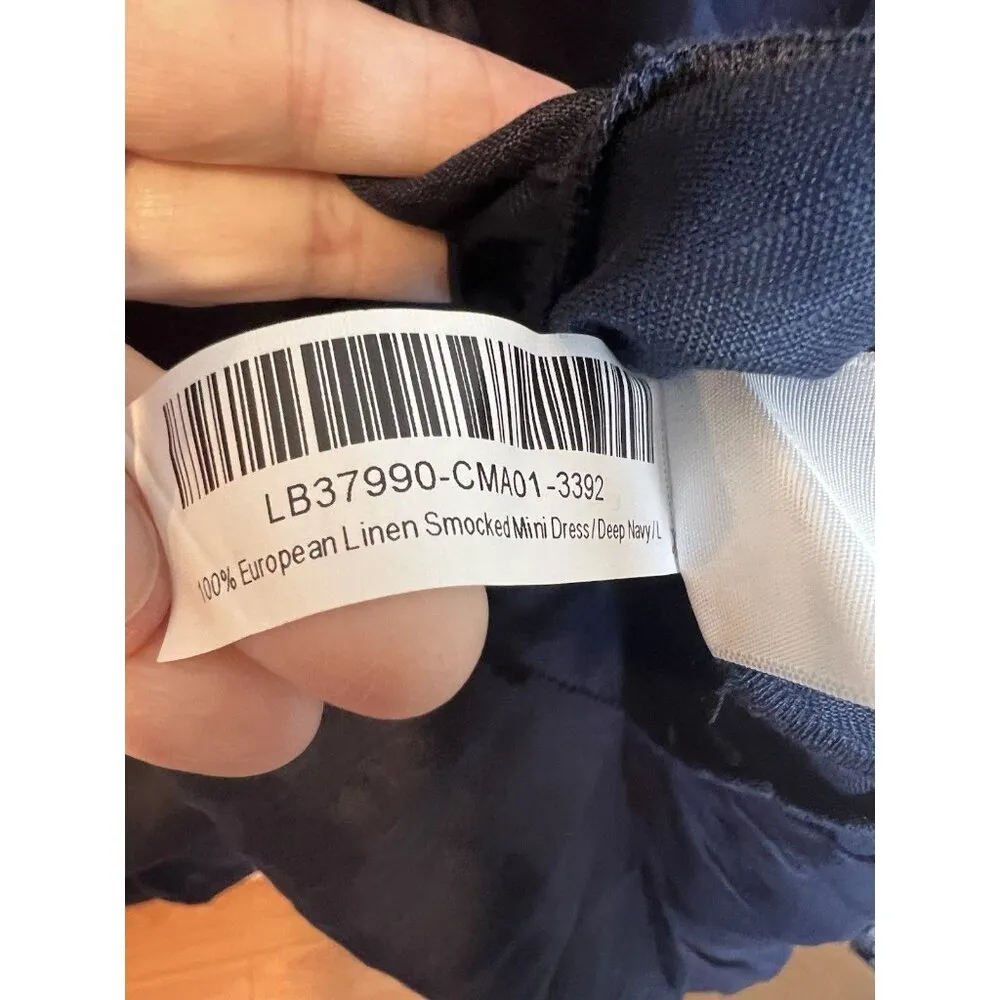 LB37990-CMA01-3392
100% European Linen Smocked Mini Dress/Deep Navy/L